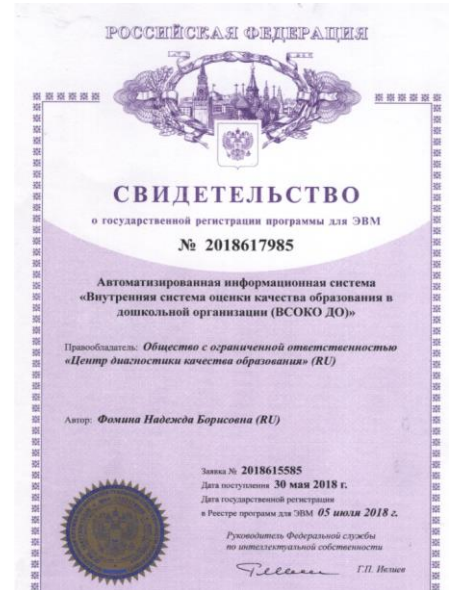 РОССИЙСКАЯ ФЕДЕРАЦИЯ
СВИДЕТЕЛЬСТВО
о государственной регистрации программы для ЭВМ
№ 2018617985
Автоматизированная информационная система
«Внутренняя система оценки качества образования в
дошкольной организации (ВСОКО ДО)»
Правообладатель: Общество с ограниченной ответственностью
«Центр диагностики качества образования» (RU)
Автор: Фомина Надежда Борисовна (RU)
Заявка № 2018615585
Дата поступления 30 мая 2018 г.
Дата государственной регистрации
в Реестре программ для ЭВМ 05 июля 2018 г.
Руководитель Федеральной службы
по интеллектуальной собственности
Г.П. Ивлиев